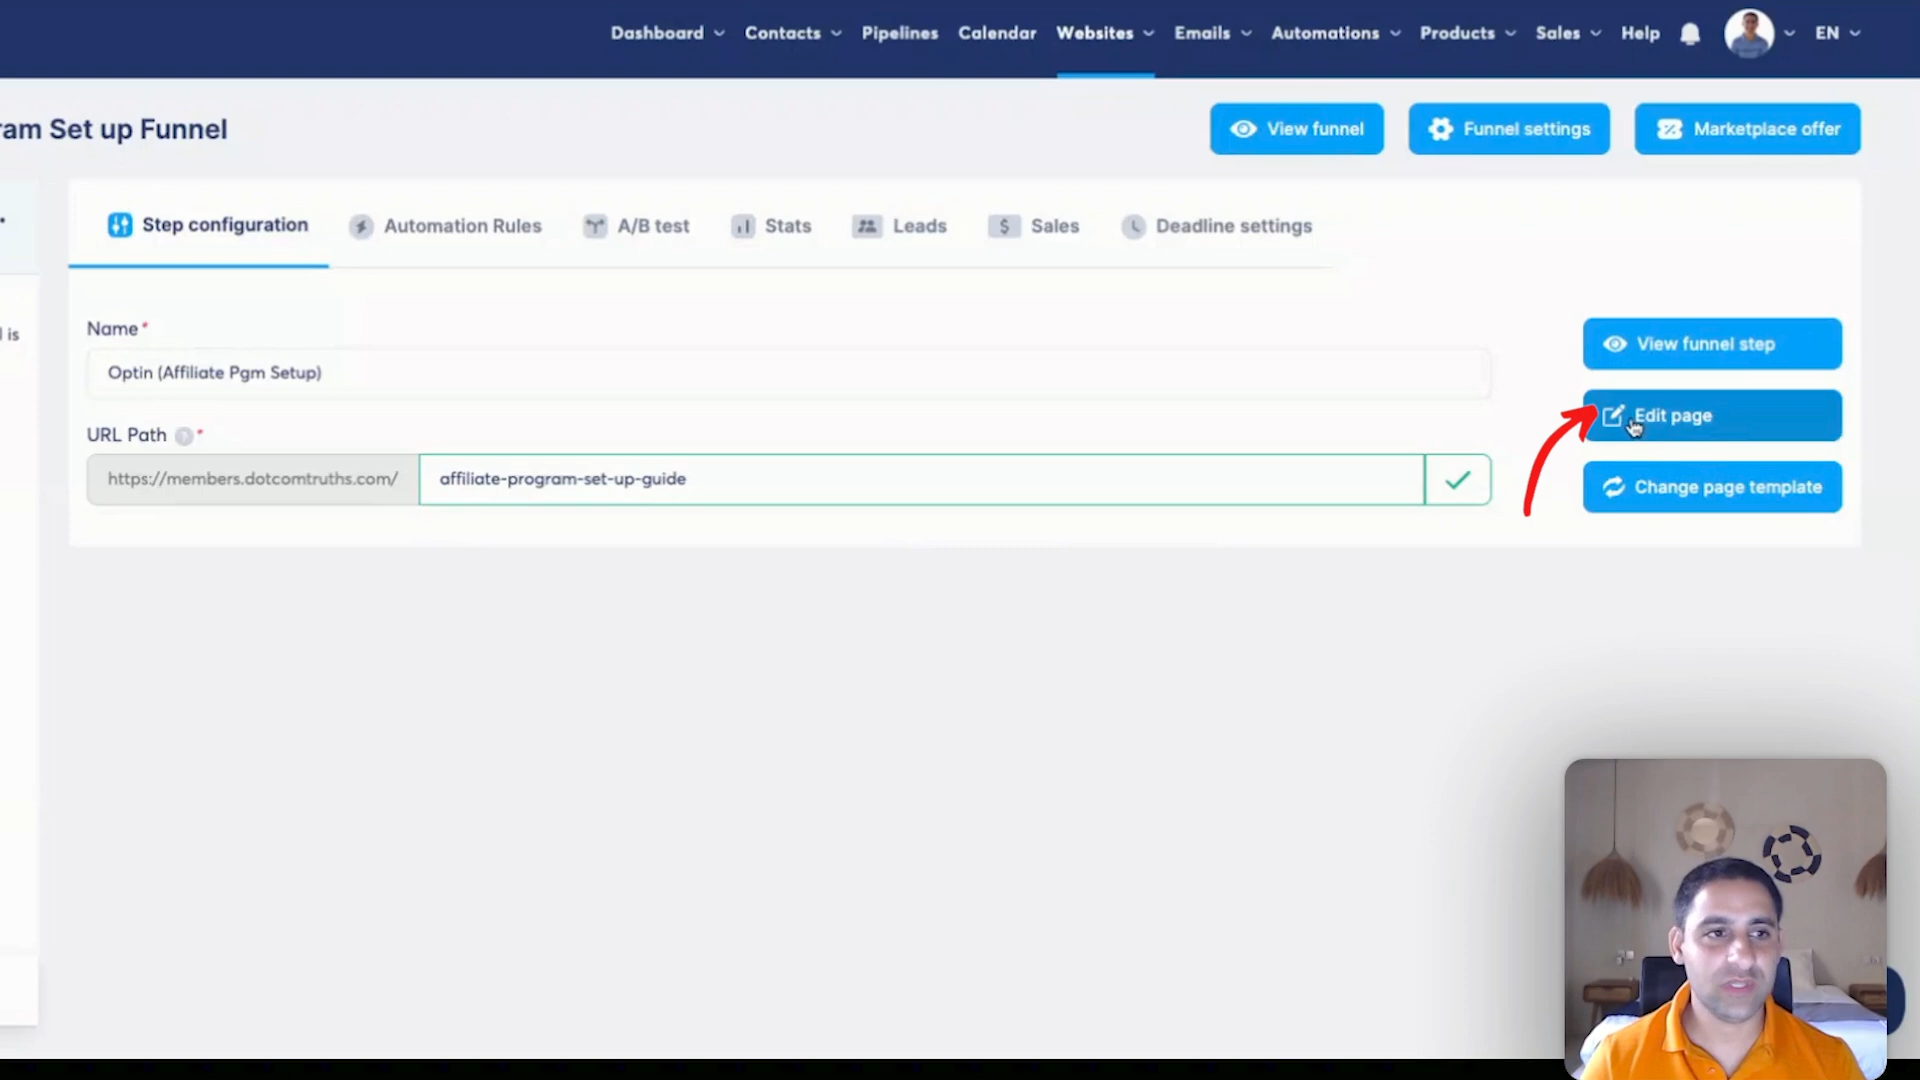 Dashboard Contacts Pipelines Calendar Websites Emails Automations Products Sales Help EN
ram Set up Funnel
View funnel
Funnel settings
Marketplace offer
Step configuration
Automation Rules
A/B test
Stats
Leads
$ Sales
Deadline settings
l is
Name*
Optin (Affiliate Pgm Setup)
View funnel step
Edit page
URL Path ? *
https://members.dotcomtruths.com/
affiliate-program-set-up-guide
Change page template